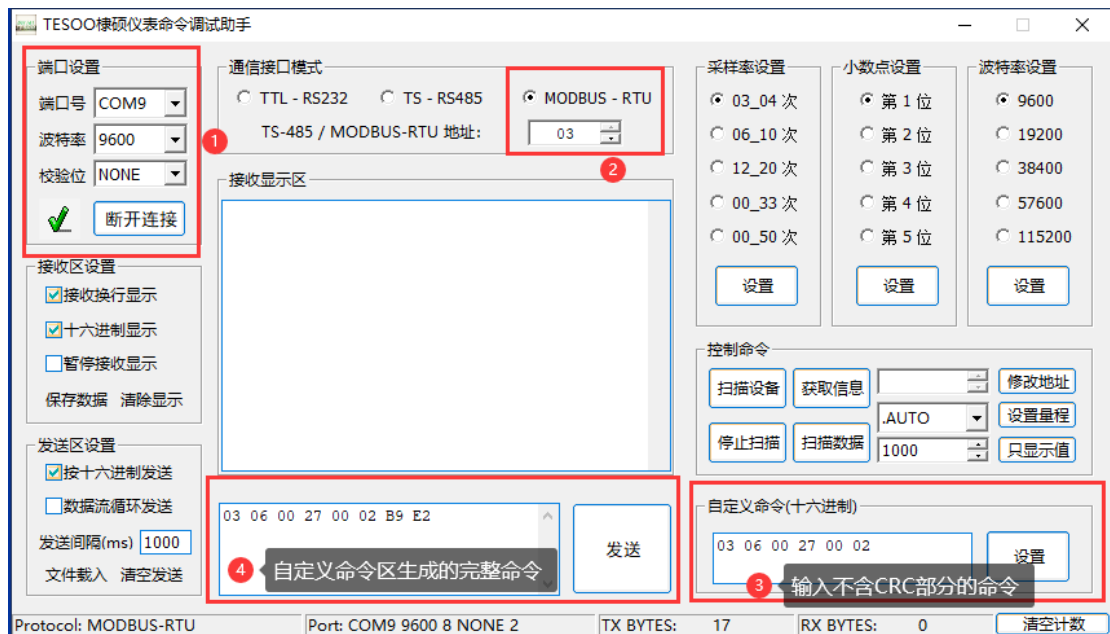 TESOO棣硕仪表命令调试助手
端口设置
端口号 COM9
波特率 9600
校验位 NONE
断开连接
1
接收区设置
接收换行显示
十六进制显示
暂停接收显示
保存数据 清除显示
发送区设置
按十六进制发送
数据流循环发送
发送间隔(ms) 1000
文件载入 清空发送
通信接口模式
TTL - RS232 TS - RS485 MODBUS - RTU
TS-485 / MODBUS-RTU 地址: 03
2
接收显示区
03 06 00 27 00 02 B9 E2
发送
4 自定义命令区生成的完整命令
采样率设置
03_04 次
06_10 次
12_20 次
00_33 次
00_50 次
设置
小数点设置
第 1 位
第 2 位
第 3 位
第 4 位
第 5 位
设置
波特率设置
9600
19200
38400
57600
115200
设置
控制命令
扫描设备 获取信息 修改地址
.AUTO 设置量程
停止扫描 扫描数据 1000 只显示值
自定义命令(十六进制)
03 06 00 27 00 02
设置
3 输入不含CRC部分的命令
Protocol: MODBUS-RTU Port: COM9 9600 8 NONE 2 TX BYTES: 17 RX BYTES: 0 清空计数